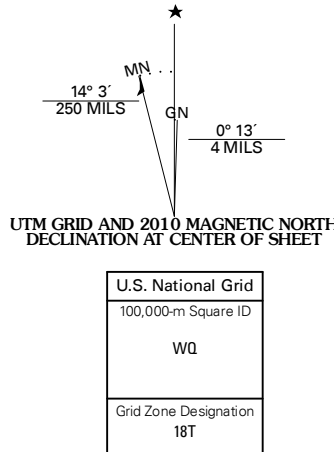 ★
MN
GN
14° 3´
250 MILS
0° 13´
4 MILS
UTM GRID AND 2010 MAGNETIC NORTH
DECLINATION AT CENTER OF SHEET
U.S. National Grid
100,000-m Square ID
WQ
Grid Zone Designation
18T